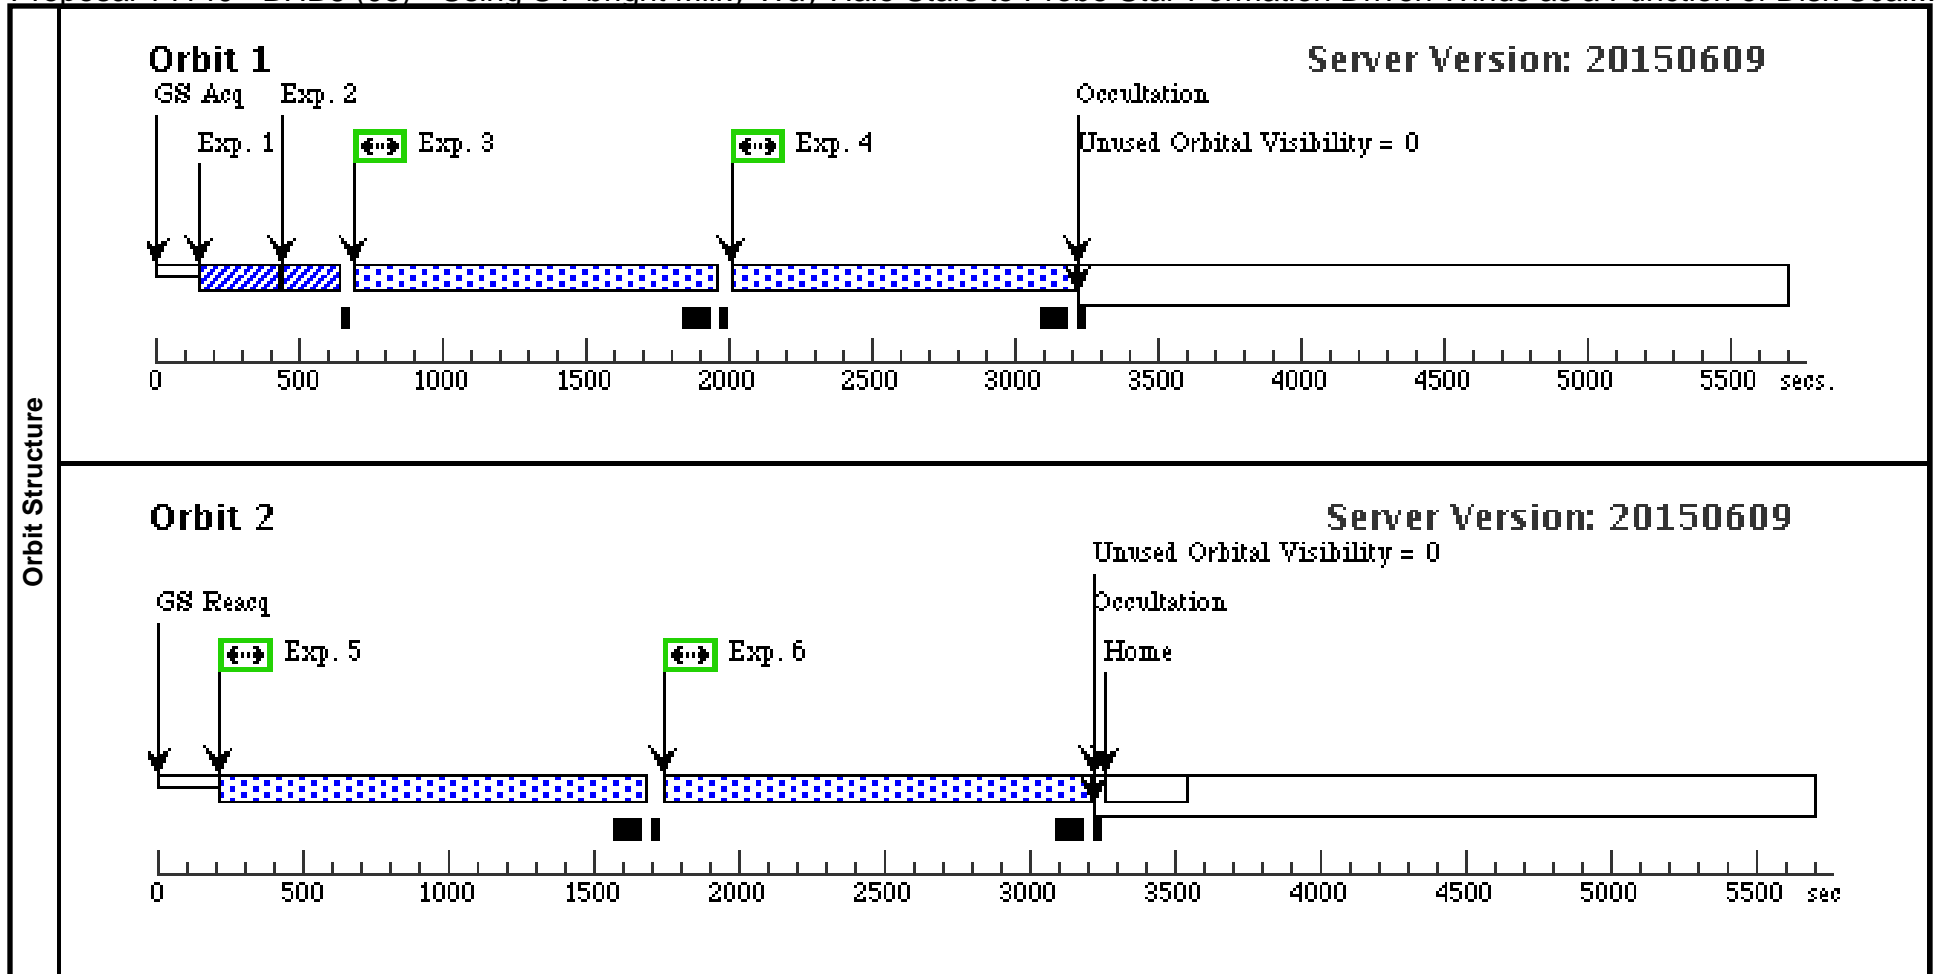 Orbit Structure
Orbit 1
Server Version: 20150609
GS Acq Exp. 2 Occultation
Exp. 1 Exp. 3 Exp. 4 Unused Orbital Visibility = 0
0 500 1000 1500 2000 2500 3000 3500 4000 4500 5000 5500 secs.
Orbit 2
Server Version: 20150609
Unused Orbital Visibility = 0
GS Reacq Occultation
Exp. 5 Exp. 6 Home
0 500 1000 1500 2000 2500 3000 3500 4000 4500 5000 5500 sec